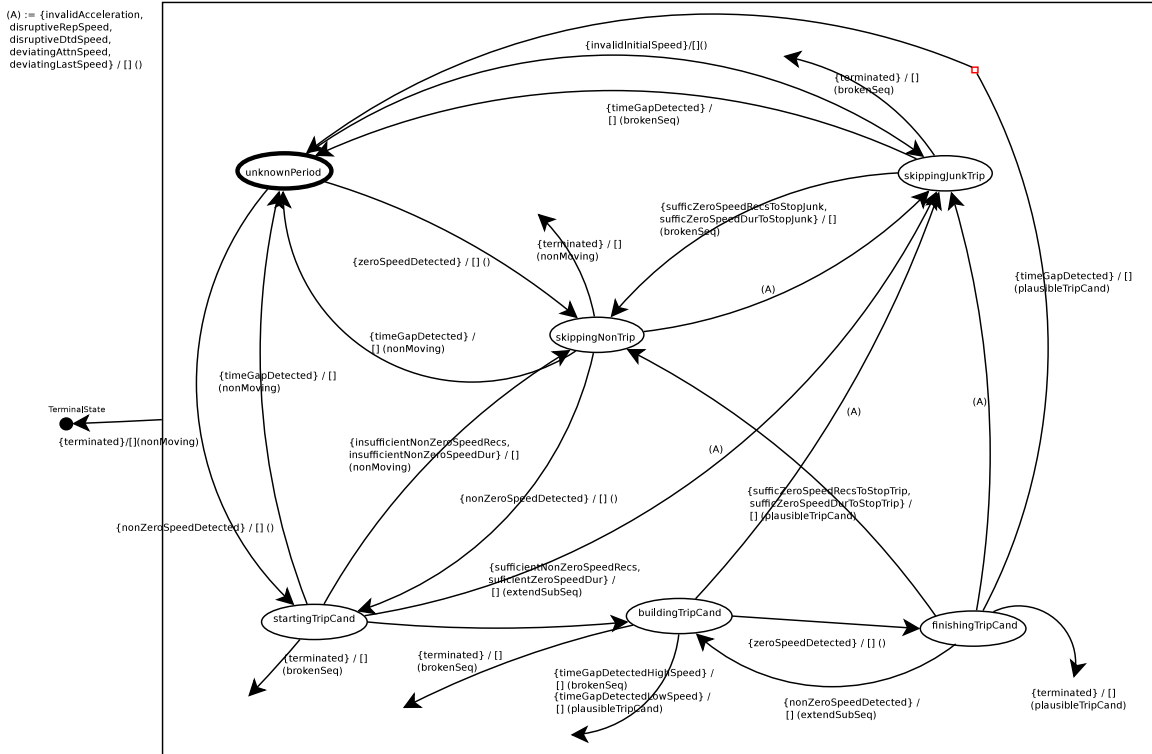 (A) := {invalidAcceleration,
disruptiveRepSpeed,
disruptiveDtdSpeed,
deviatingAttnSpeed,
deviatingLastSpeed} / [] ()
{invalidInitialSpeed}/[]()
{terminated} / []
(brokenSeq)
{timeGapDetected} /
[] (brokenSeq)
unknownPeriod
skippingJunkTrip
{sufficZeroSpeedRecsToStopJunk,
sufficZeroSpeedDurToStopJunk} / []
(brokenSeq)
{terminated} / []
(nonMoving)
{zeroSpeedDetected} / [] ()
{timeGapDetected} / []
(plausibleTripCand)
(A)
skippingNonTrip
{timeGapDetected} /
[] (nonMoving)
{timeGapDetected} / []
(nonMoving)
(A)
(A)
TerminalState
{terminated}/[](nonMoving)
{insufficientNonZeroSpeedRecs,
insufficientNonZeroSpeedDur} / []
(nonMoving)
(A)
{nonZeroSpeedDetected} / [] ()
{sufficZeroSpeedRecsToStopTrip,
sufficZeroSpeedDurToStopTrip} /
[] (plausibleTripCand)
{nonZeroSpeedDetected} / [] ()
{sufficientNonZeroSpeedRecs,
suficientZeroSpeedDur} /
[] (extendSubSeq)
startingTripCand
buildingTripCand
finishingTripCand
{zeroSpeedDetected} / [] ()
{terminated} / []
(brokenSeq)
{terminated} / []
(brokenSeq)
{timeGapDetectedHighSpeed} /
[] (brokenSeq)
{timeGapDetectedLowSpeed} /
[] (plausibleTripCand)
{nonZeroSpeedDetected} /
[] (extendSubSeq)
{terminated} / []
(plausibleTripCand)